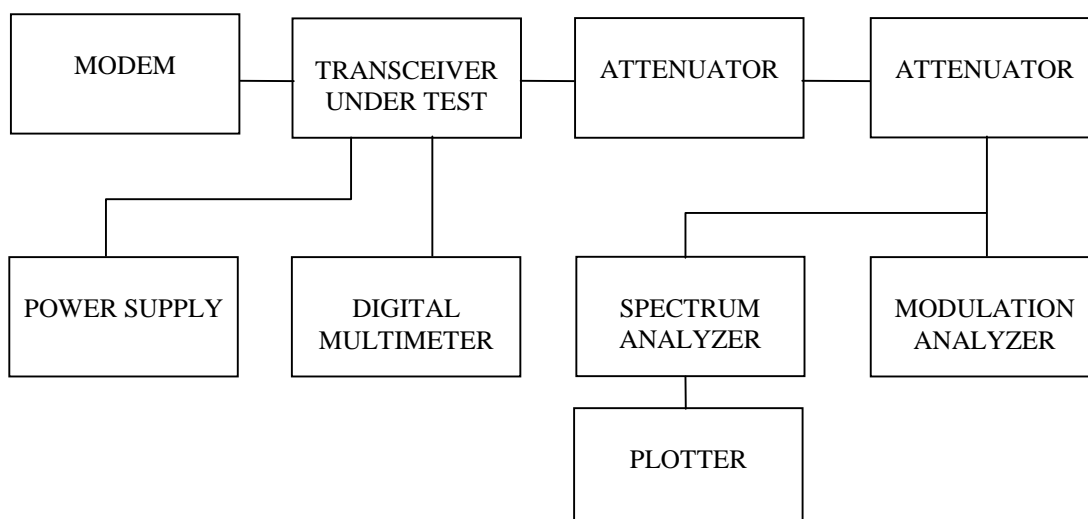 MODEM
TRANSCEIVER
UNDER TEST
ATTENUATOR
ATTENUATOR
POWER SUPPLY
DIGITAL
MULTIMETER
SPECTRUM
ANALYZER
MODULATION
ANALYZER
PLOTTER